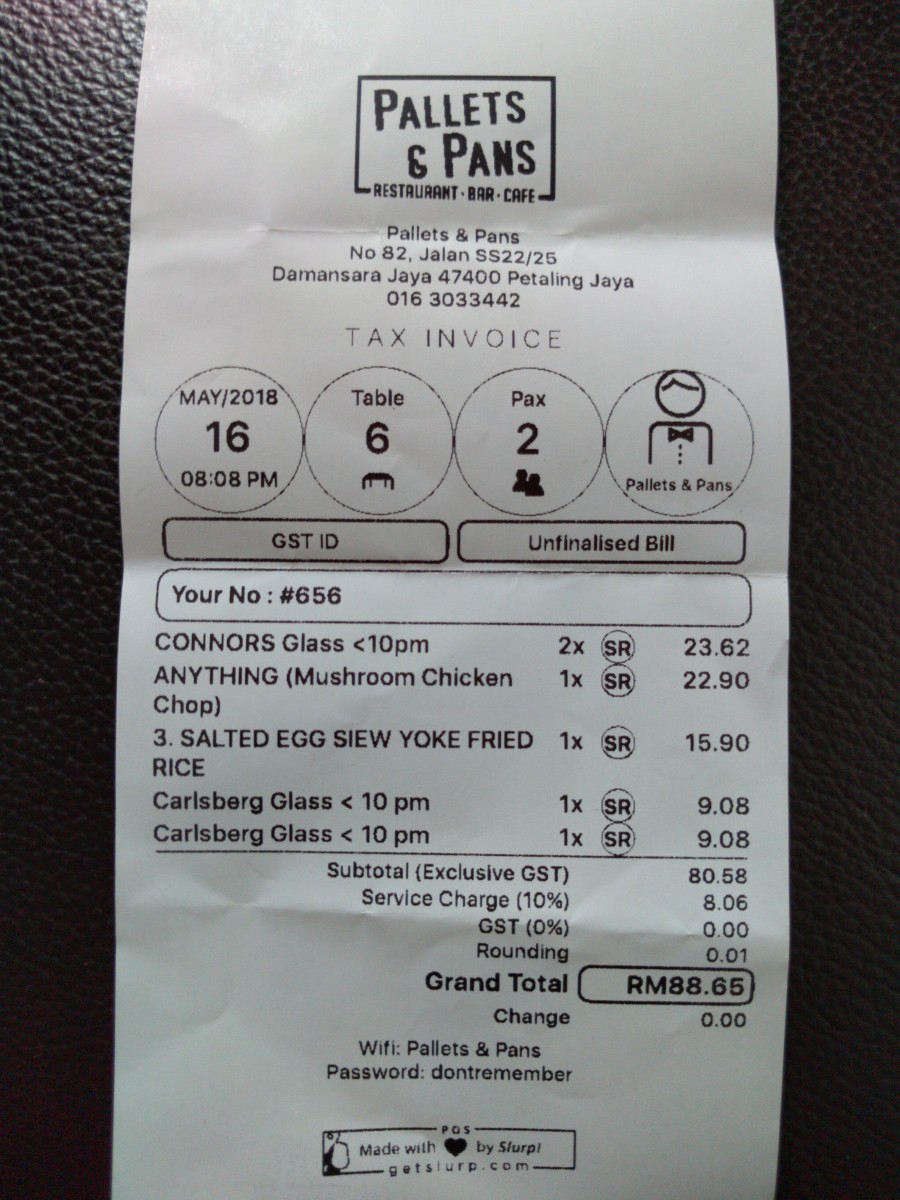 PALLETS
& PANS
RESTAURANT · BAR · CAFE
Pallets & Pans
No 82, Jalan SS22/25
Damansara Jaya 47400 Petaling Jaya
016 3033442
TAX INVOICE
MAY/2018 Table Pax
16 6 2
08:08 PM Pallets & Pans
GST ID Unfinalised Bill
Your No : #656
CONNORS Glass <10pm 2x SR 23.62
ANYTHING (Mushroom Chicken 1x SR 22.90
Chop)
3. SALTED EGG SIEW YOKE FRIED 1x SR 15.90
RICE
Carlsberg Glass < 10 pm 1x SR 9.08
Carlsberg Glass < 10 pm 1x SR 9.08
Subtotal (Exclusive GST) 80.58
Service Charge (10%) 8.06
GST (0%) 0.00
Rounding 0.01
Grand Total RM88.65
Change 0.00
Wifi: Pallets & Pans
Password: dontremember
POS
Made with ♥ by Slurp!
getslurp.com